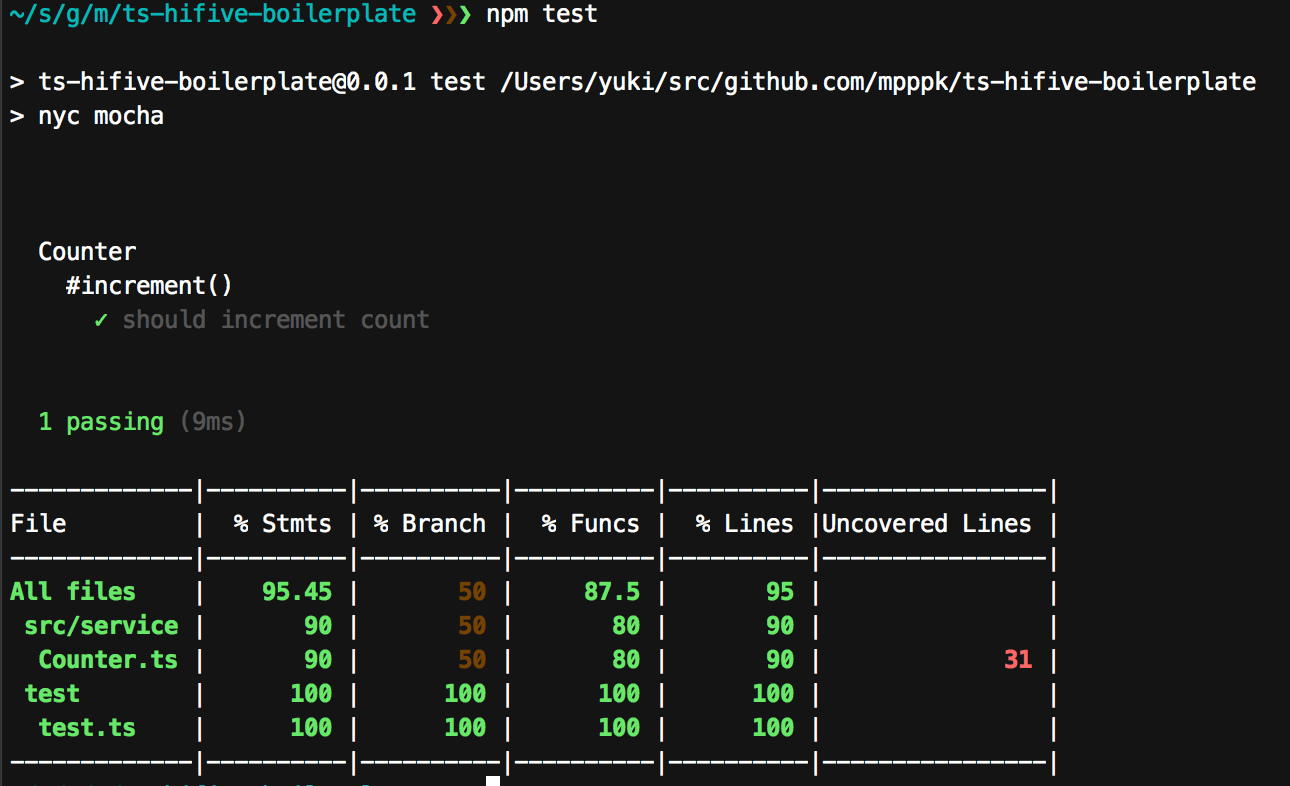 ~/s/g/m/ts-hifive-boilerplate ❯❯❯ npm test
> ts-hifive-boilerplate@0.0.1 test /Users/yuki/src/github.com/mpppk/ts-hifive-boilerplate
> nyc mocha
Counter
#increment()
✓ should increment count
1 passing (9ms)
-------------|----------|----------|----------|----------|----------------|
File         |  % Stmts | % Branch |  % Funcs |  % Lines |Uncovered Lines |
-------------|----------|----------|----------|----------|----------------|
All files    |    95.45 |       50 |     87.5 |       95 |                |
 src/service |       90 |       50 |       80 |       90 |                |
  Counter.ts |       90 |       50 |       80 |       90 |             31 |
 test        |      100 |      100 |      100 |      100 |                |
  test.ts    |      100 |      100 |      100 |      100 |                |
-------------|----------|----------|----------|----------|----------------|